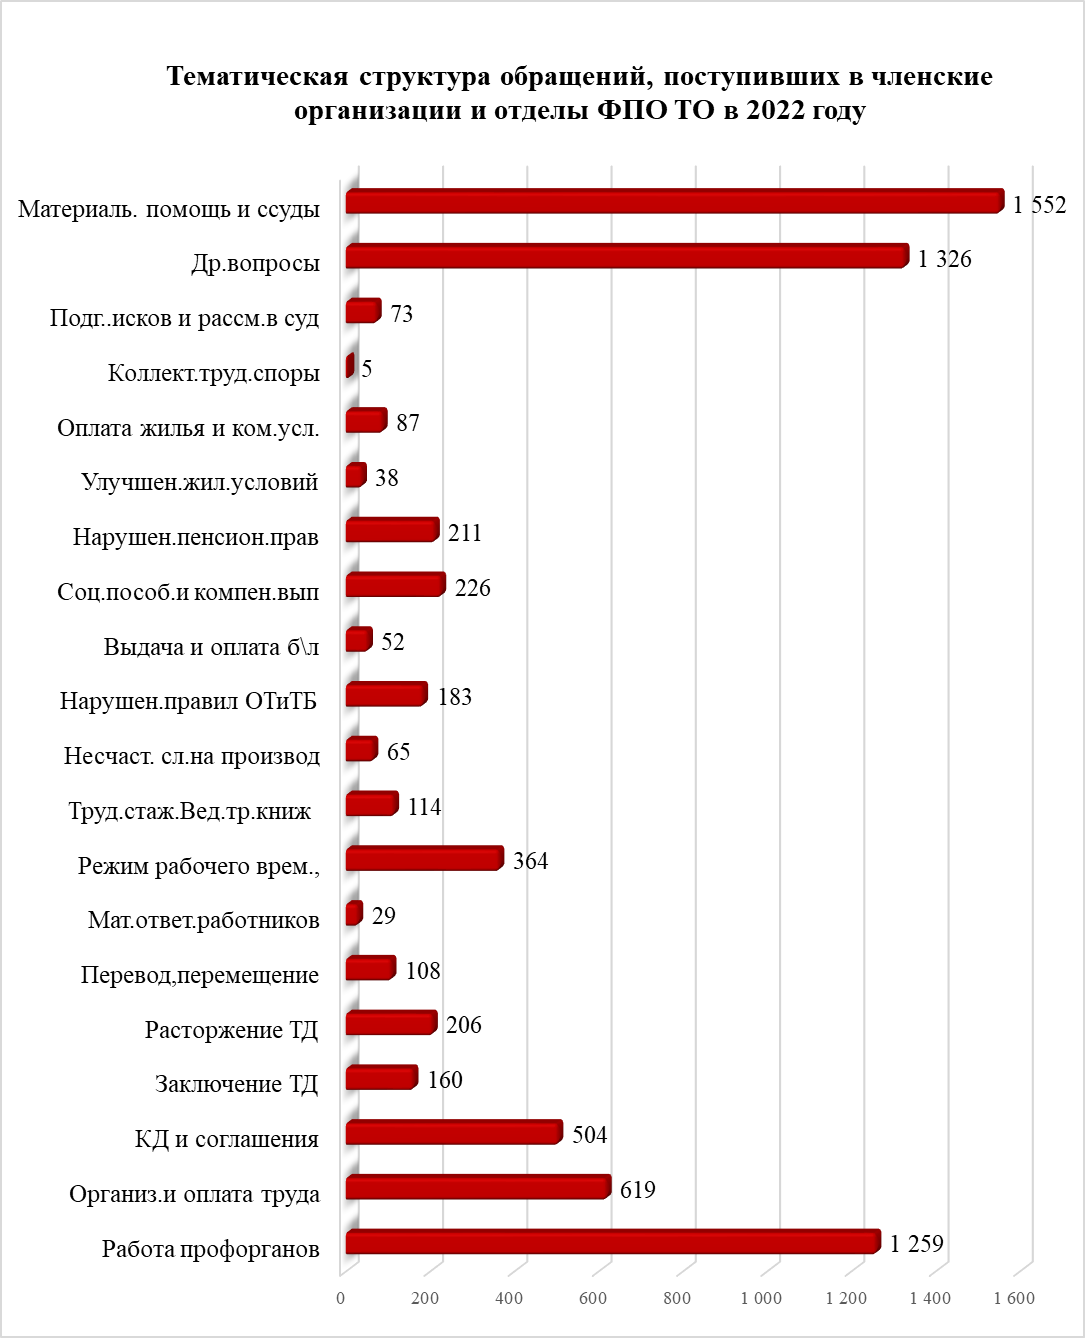 Тематическая структура обращений, поступивших в членские
организации и отделы ФПО ТО в 2022 году
Материаль. помощь и ссуды 1 552
Др.вопросы 1 326
Подг..исков и рассм.в суд 73
Коллект.труд.споры 5
Оплата жилья и ком.усл. 87
Улучшен.жил.условий 38
Нарушен.пенсион.прав 211
Соц.пособ.и компен.вып 226
Выдача и оплата б\л 52
Нарушен.правил ОТиТБ 183
Несчаст. сл.на производ 65
Труд.стаж.Вед.тр.книж 114
Режим рабочего врем., 364
Мат.ответ.работников 29
Перевод,перемещение 108
Расторжение ТД 206
Заключение ТД 160
КД и соглашения 504
Организ.и оплата труда 619
Работа профорганов 1 259
0 200 400 600 800 1 000 1 200 1 400 1 600